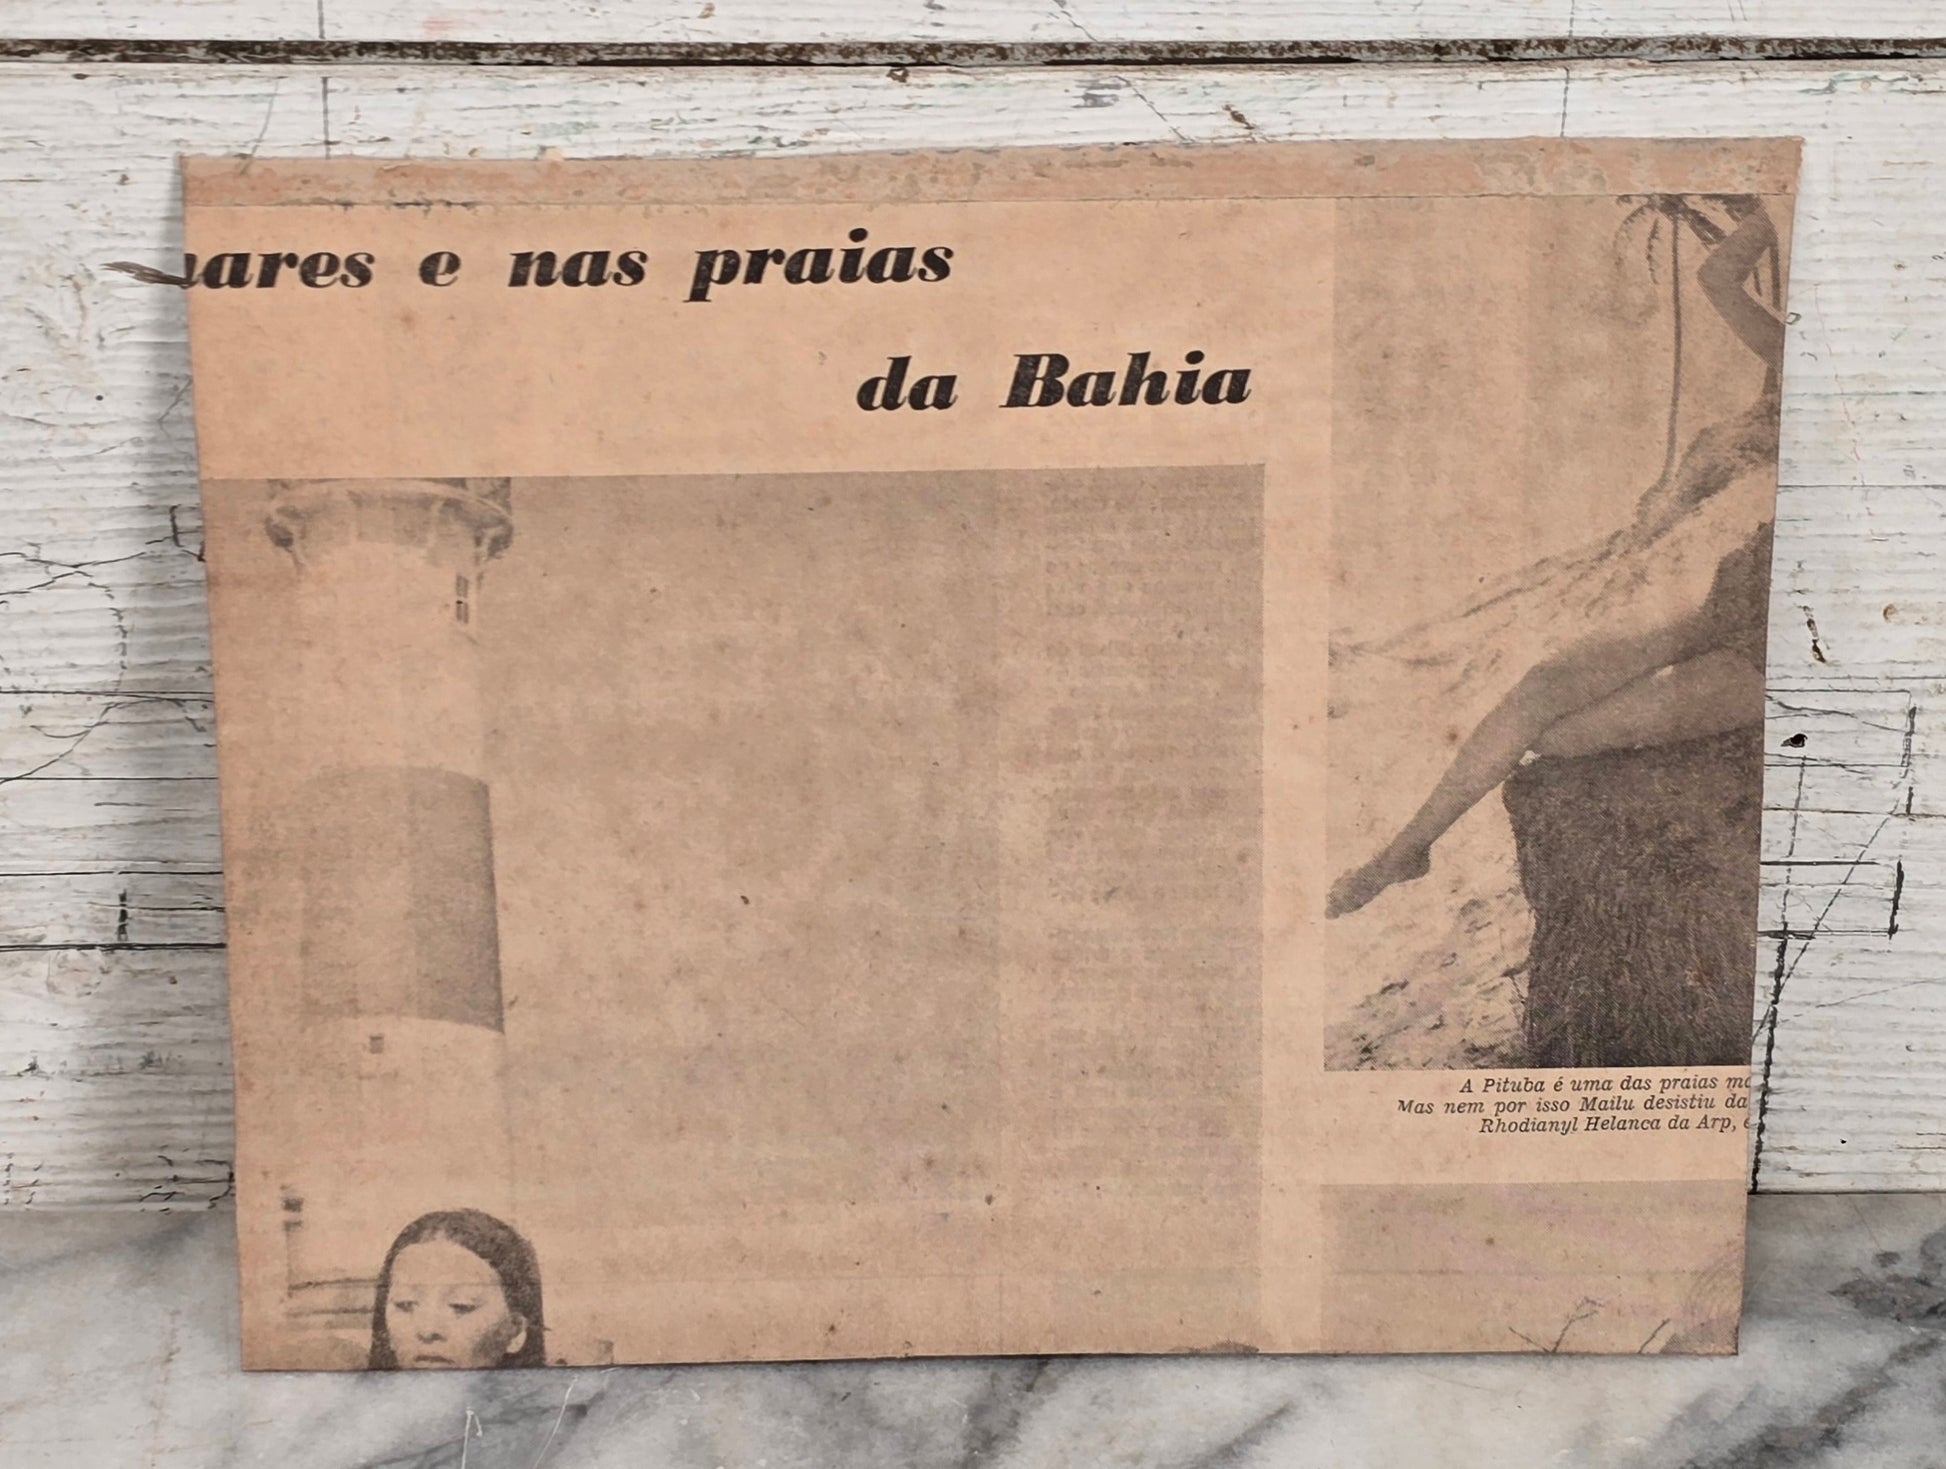 ares e nas praias
da Bahia
A Pituba é uma das praias
Mas nem por isso Mailu desistiu da
Rhodianyl Helanca da Arp,